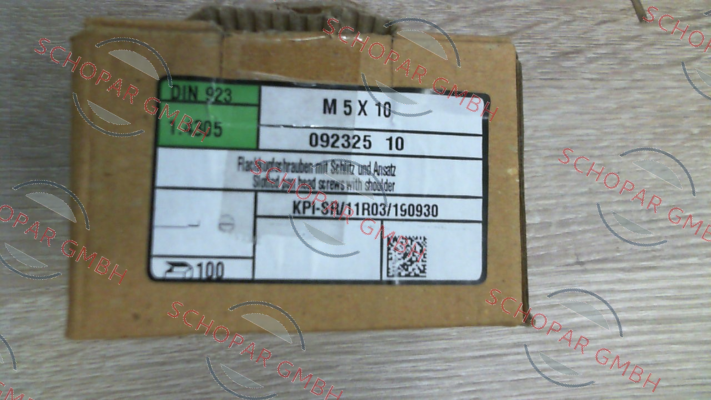 DIN 923
1.4305
M 5 X 10
092325 10
Flachkopfschrauben mit Schlitz und Ansatz
Slotted pan head screws with shoulder
KPI-SR/11R03/150930
100
SCHOPAR GMBH
SCHOPAR GMBH
SCHOPAR GMBH
SCHOPAR GMBH
SCHOPAR GMBH
SCHOPAR GMBH